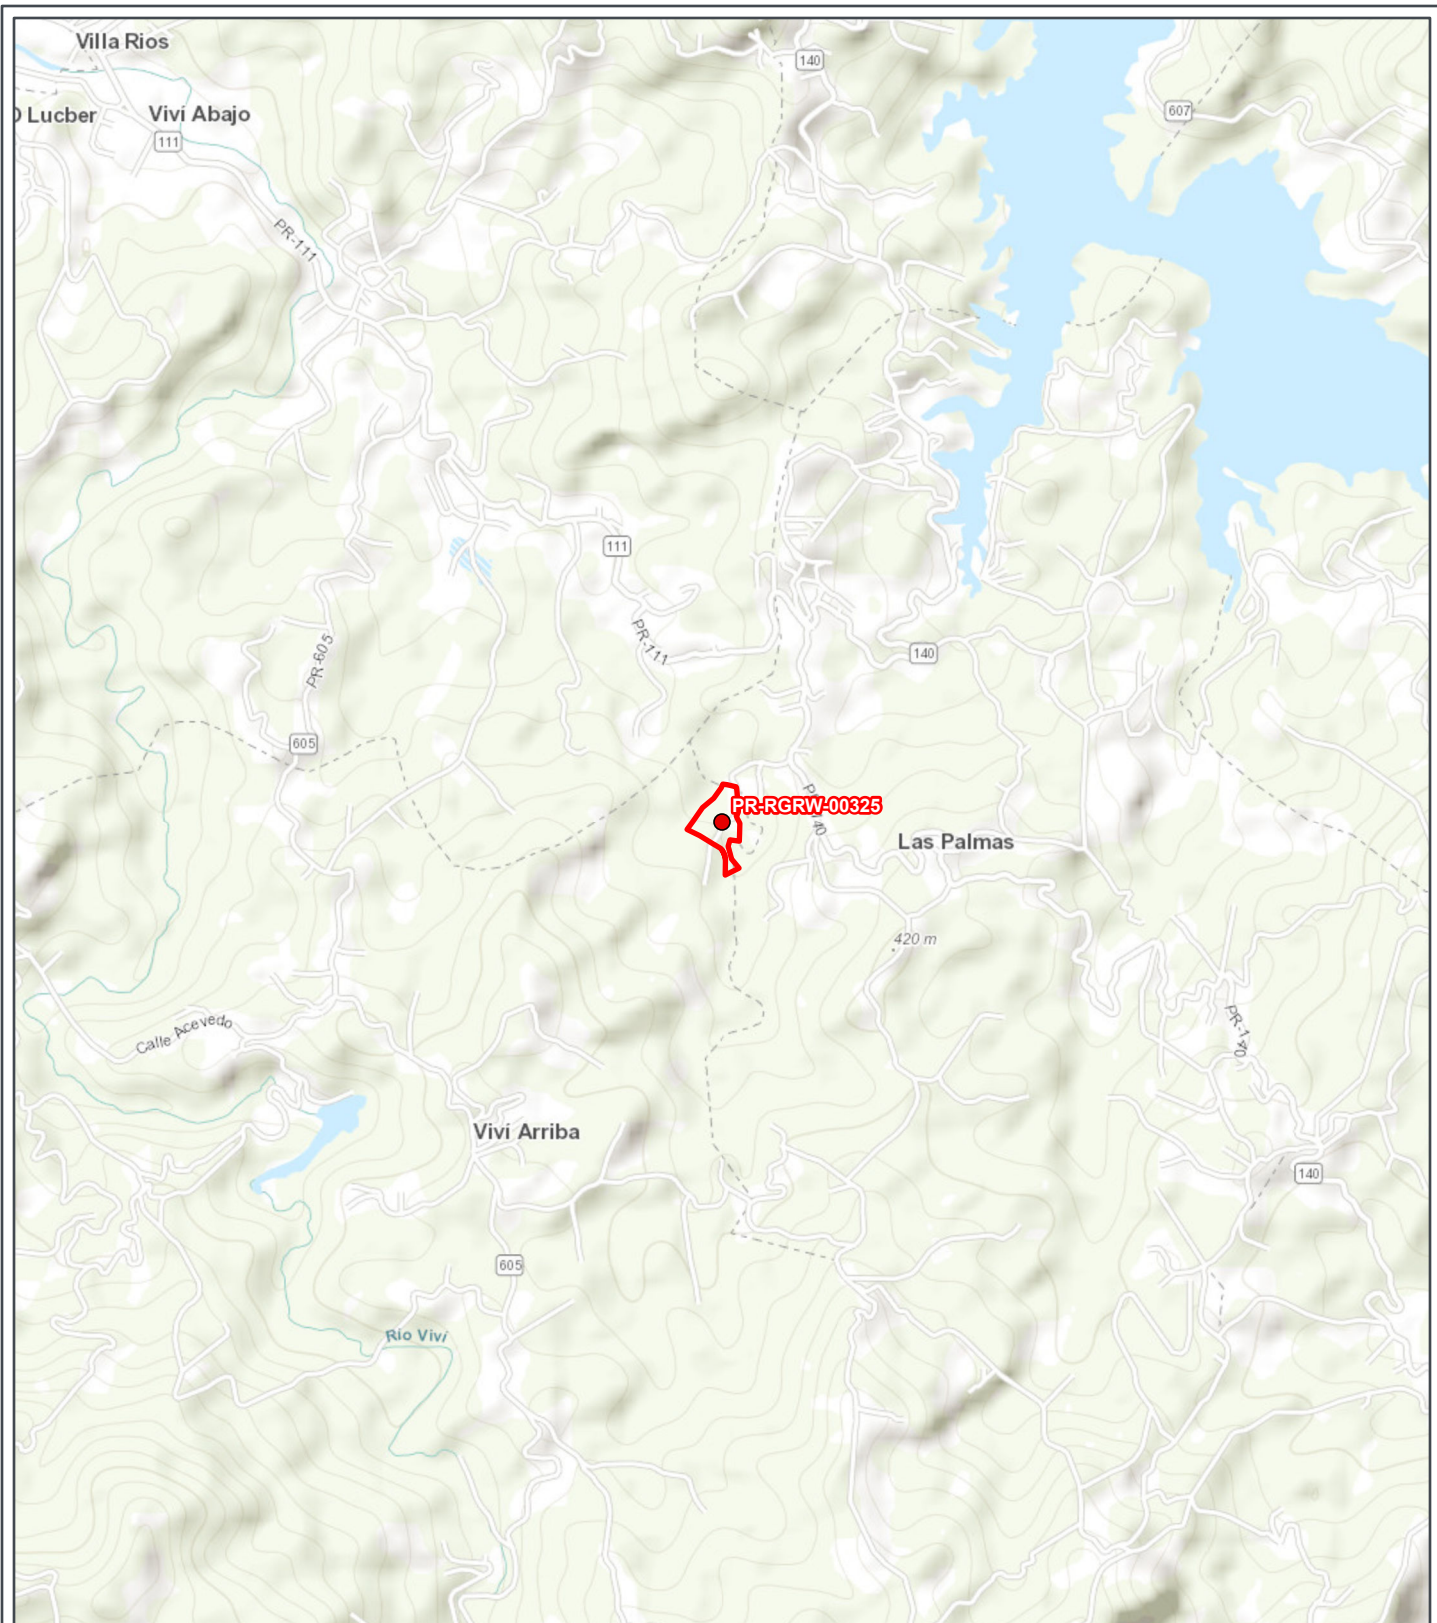 Villa Rios
140
607
O Lucber
Viví Abajo
111
PR-111
111
PR-605
PR-111
140
605
PR-RGRW-00325
Las Palmas
420 m
PR-140
Calle Acevedo
Viví Arriba
140
605
Río Viví